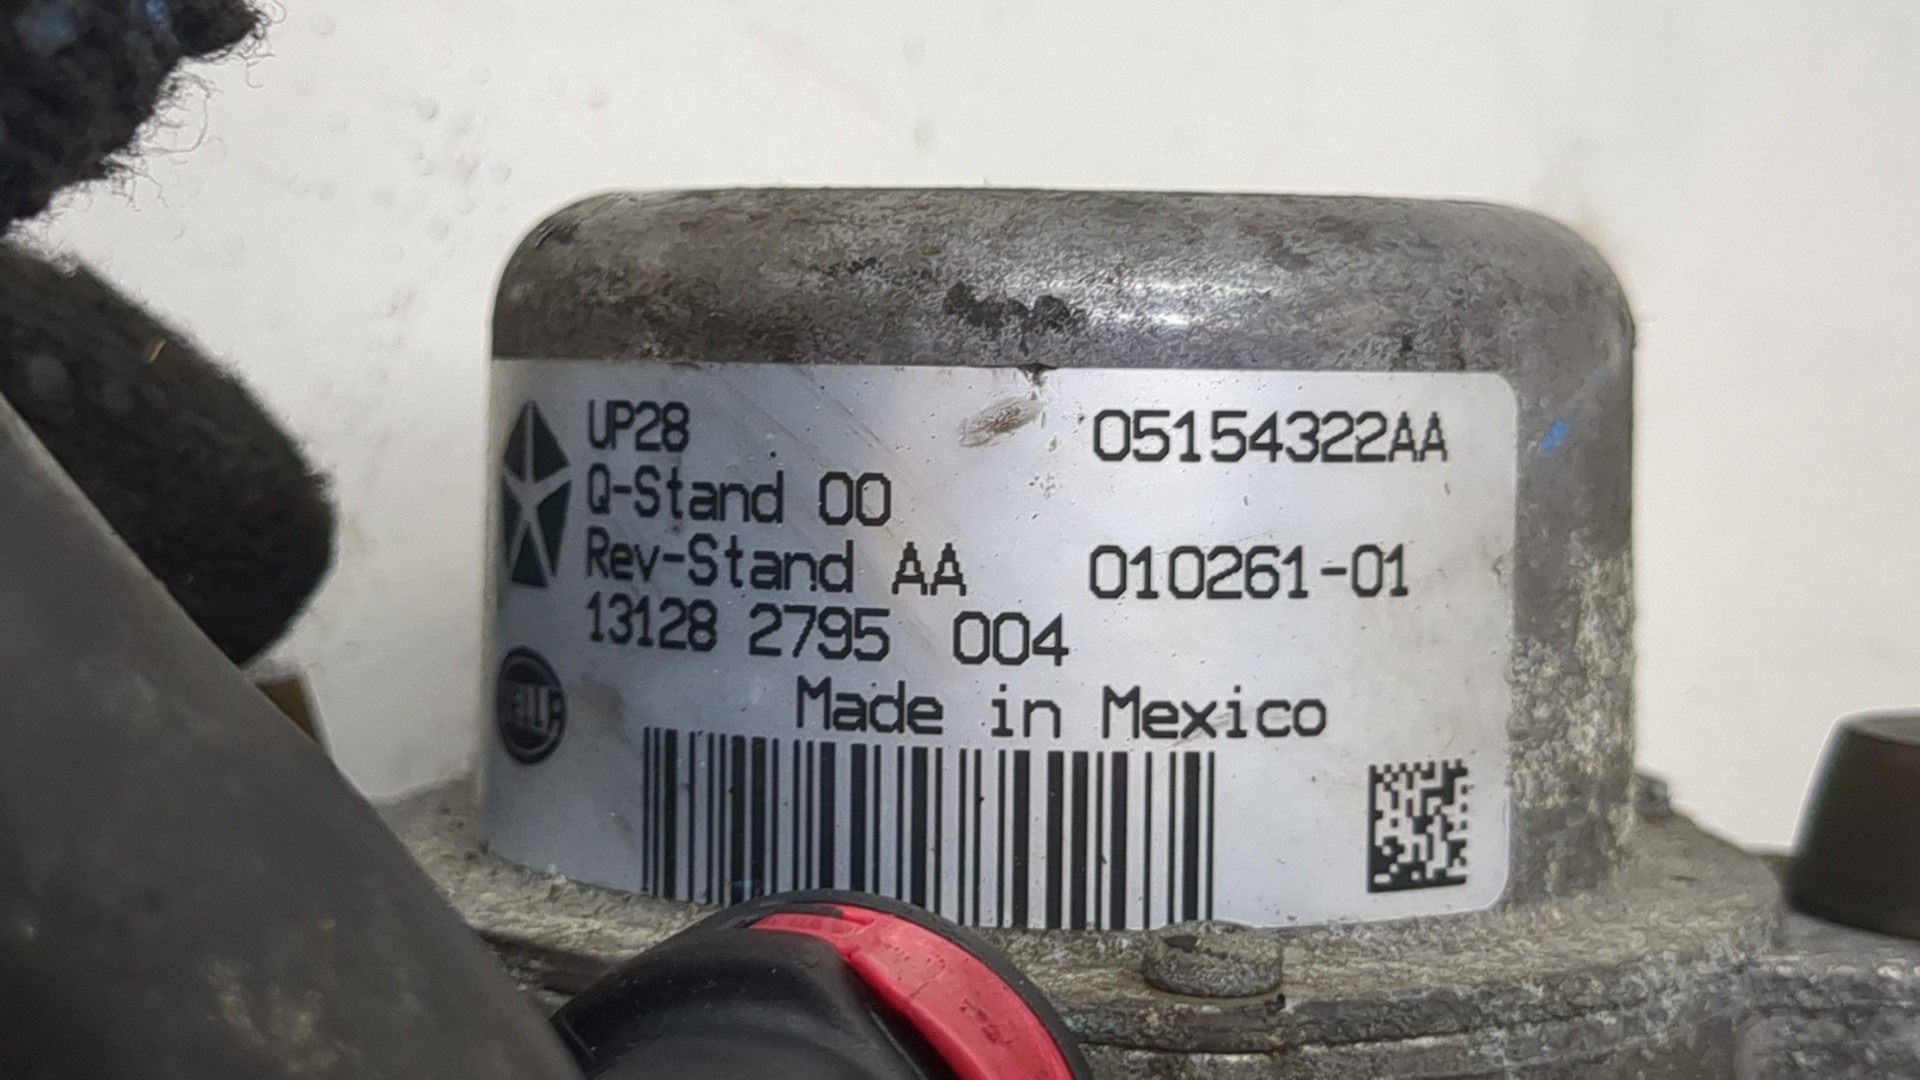 UP28 05154322AA
Q-Stand 00
Rev-Stand AA 010261-01
13128 2795 004
Made in Mexico